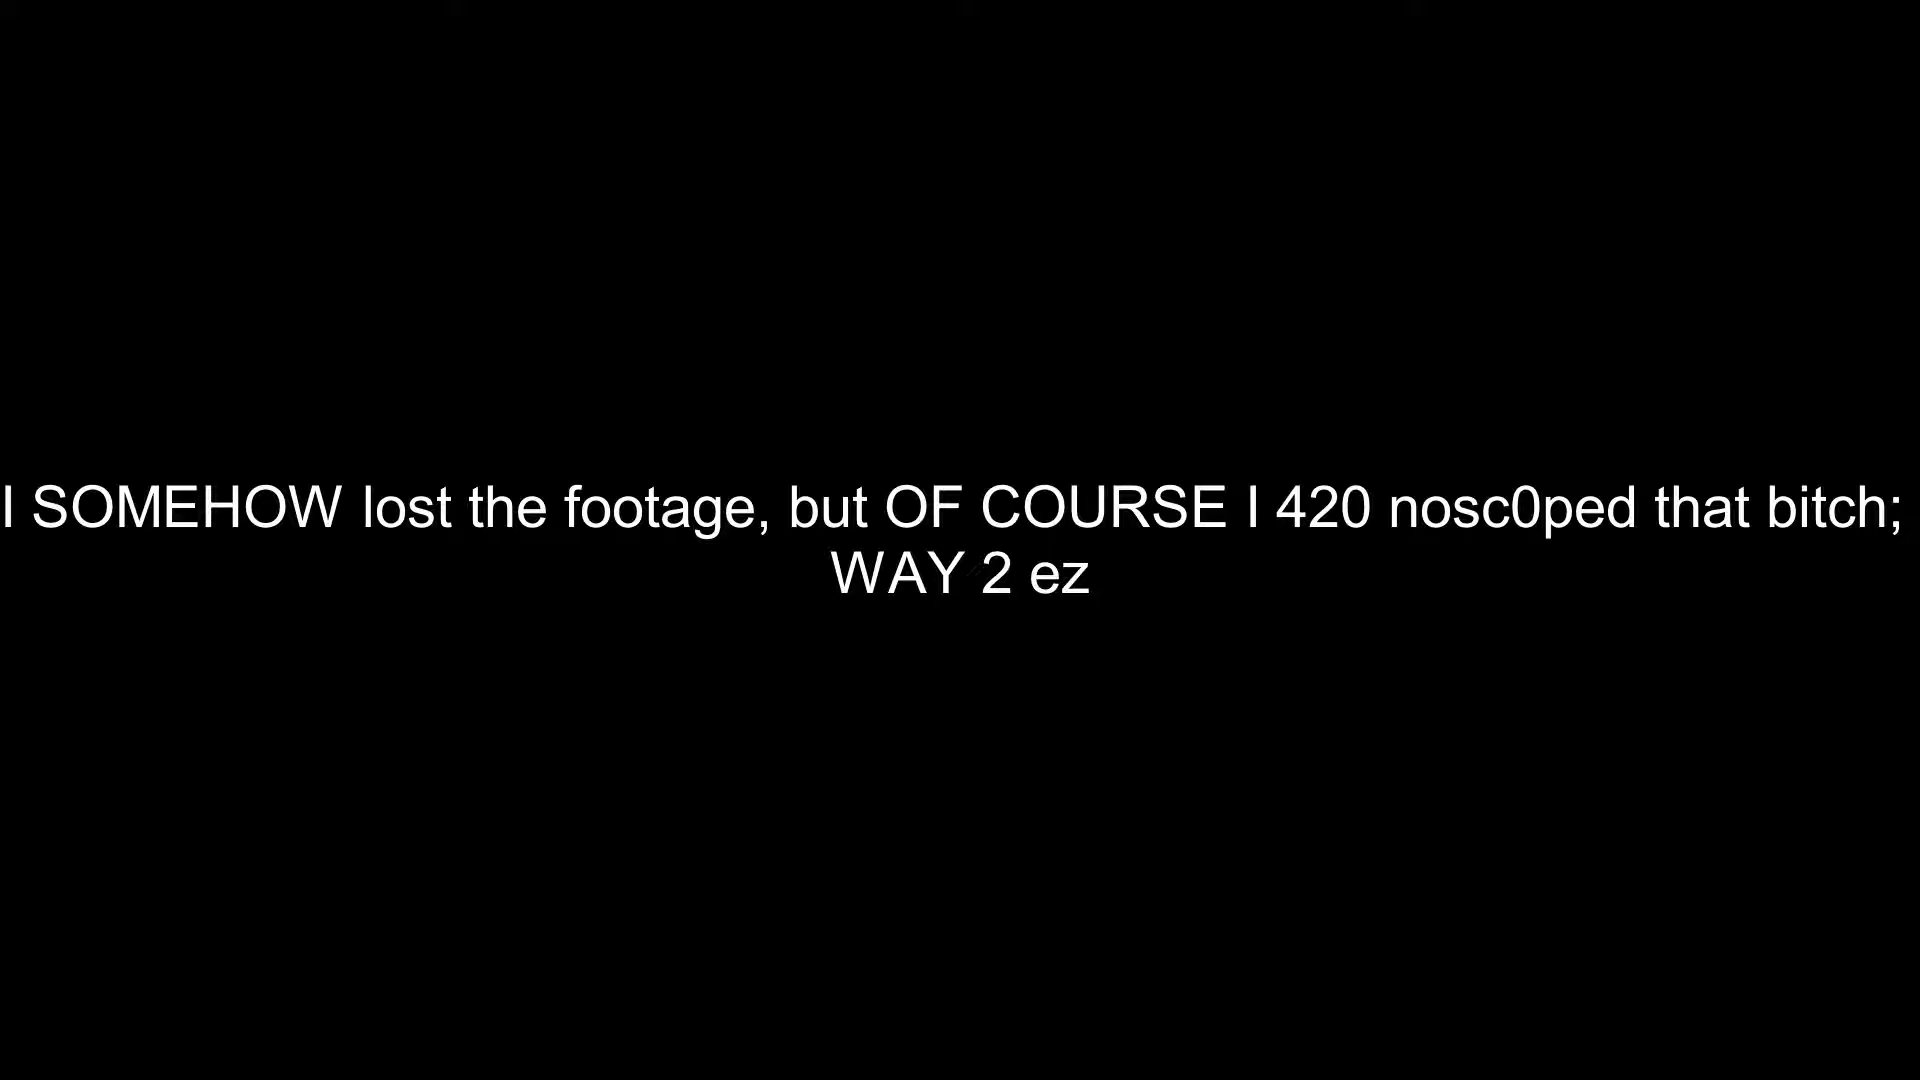 I SOMEHOW lost the footage, but OF COURSE I 420 nosc0ped that bitch;
WAY 2 ez